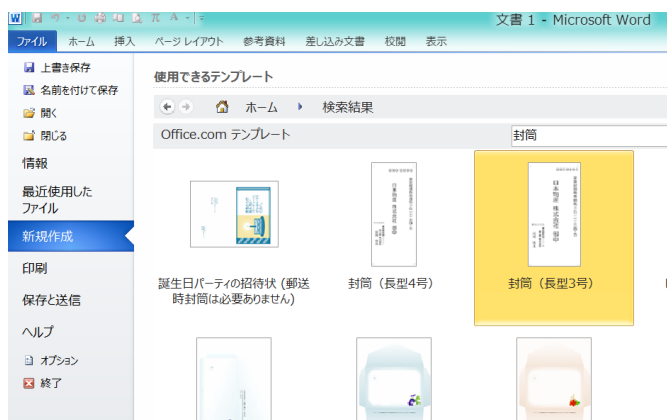 文書 1 - Microsoft Word
ファイル ホーム 挿入 ページ レイアウト 参考資料 差し込み文書 校閲 表示
上書き保存
名前を付けて保存
開く
閉じる
情報
最近使用した
ファイル
新規作成
印刷
保存と送信
ヘルプ
オプション
終了
使用できるテンプレート
ホーム 検索結果
Office.com テンプレート 封筒
誕生日パーティの招待状 (郵送
時封筒は必要ありません)
封筒（長型4号）
封筒（長型3号）